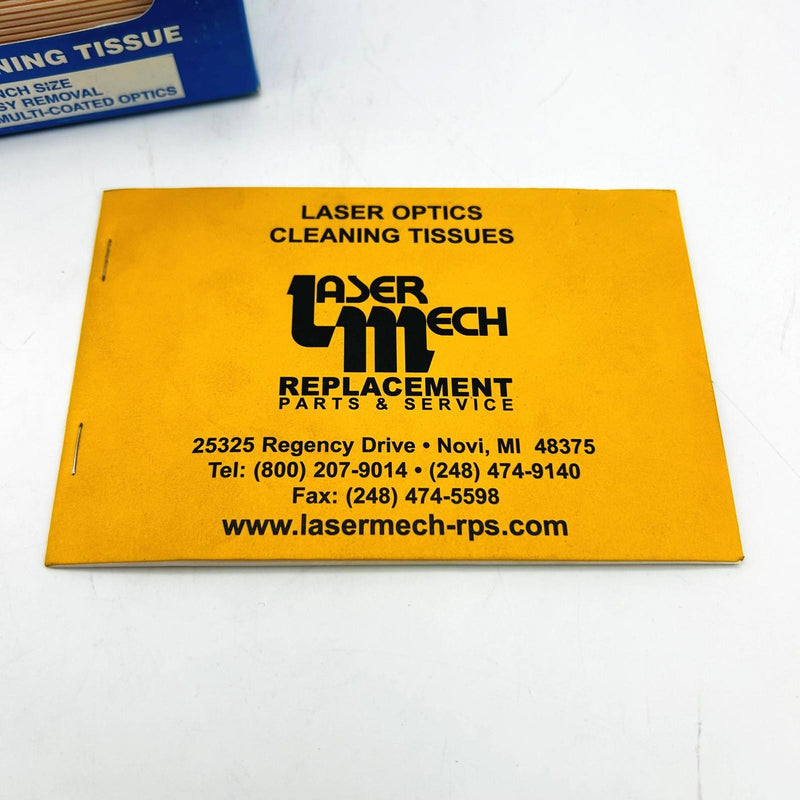 NING TISSUE
NCH SIZE
SY REMOVAL
MULTI-COATED OPTICS
LASER OPTICS
CLEANING TISSUES
LASER
MECH
REPLACEMENT
PARTS & SERVICE
25325 Regency Drive • Novi, MI 48375
Tel: (800) 207-9014 • (248) 474-9140
Fax: (248) 474-5598
www.lasermech-rps.com